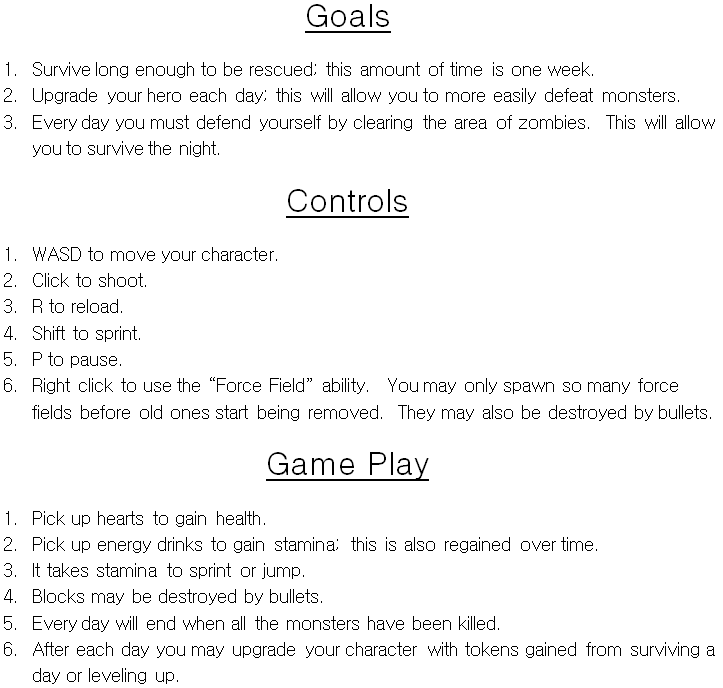 Goals
1. Survive long enough to be rescued; this amount of time is one week.
2. Upgrade your hero each day; this will allow you to more easily defeat monsters.
3. Every day you must defend yourself by clearing the area of zombies. This will allow
you to survive the night.
Controls
1. WASD to move your character.
2. Click to shoot.
3. R to reload.
4. Shift to sprint.
5. P to pause.
6. Right click to use the “Force Field” ability. You may only spawn so many force
fields before old ones start being removed. They may also be destroyed by bullets.
Game Play
1. Pick up hearts to gain health.
2. Pick up energy drinks to gain stamina; this is also regained over time.
3. It takes stamina to sprint or jump.
4. Blocks may be destroyed by bullets.
5. Every day will end when all the monsters have been killed.
6. After each day you may upgrade your character with tokens gained from surviving a
day or leveling up.